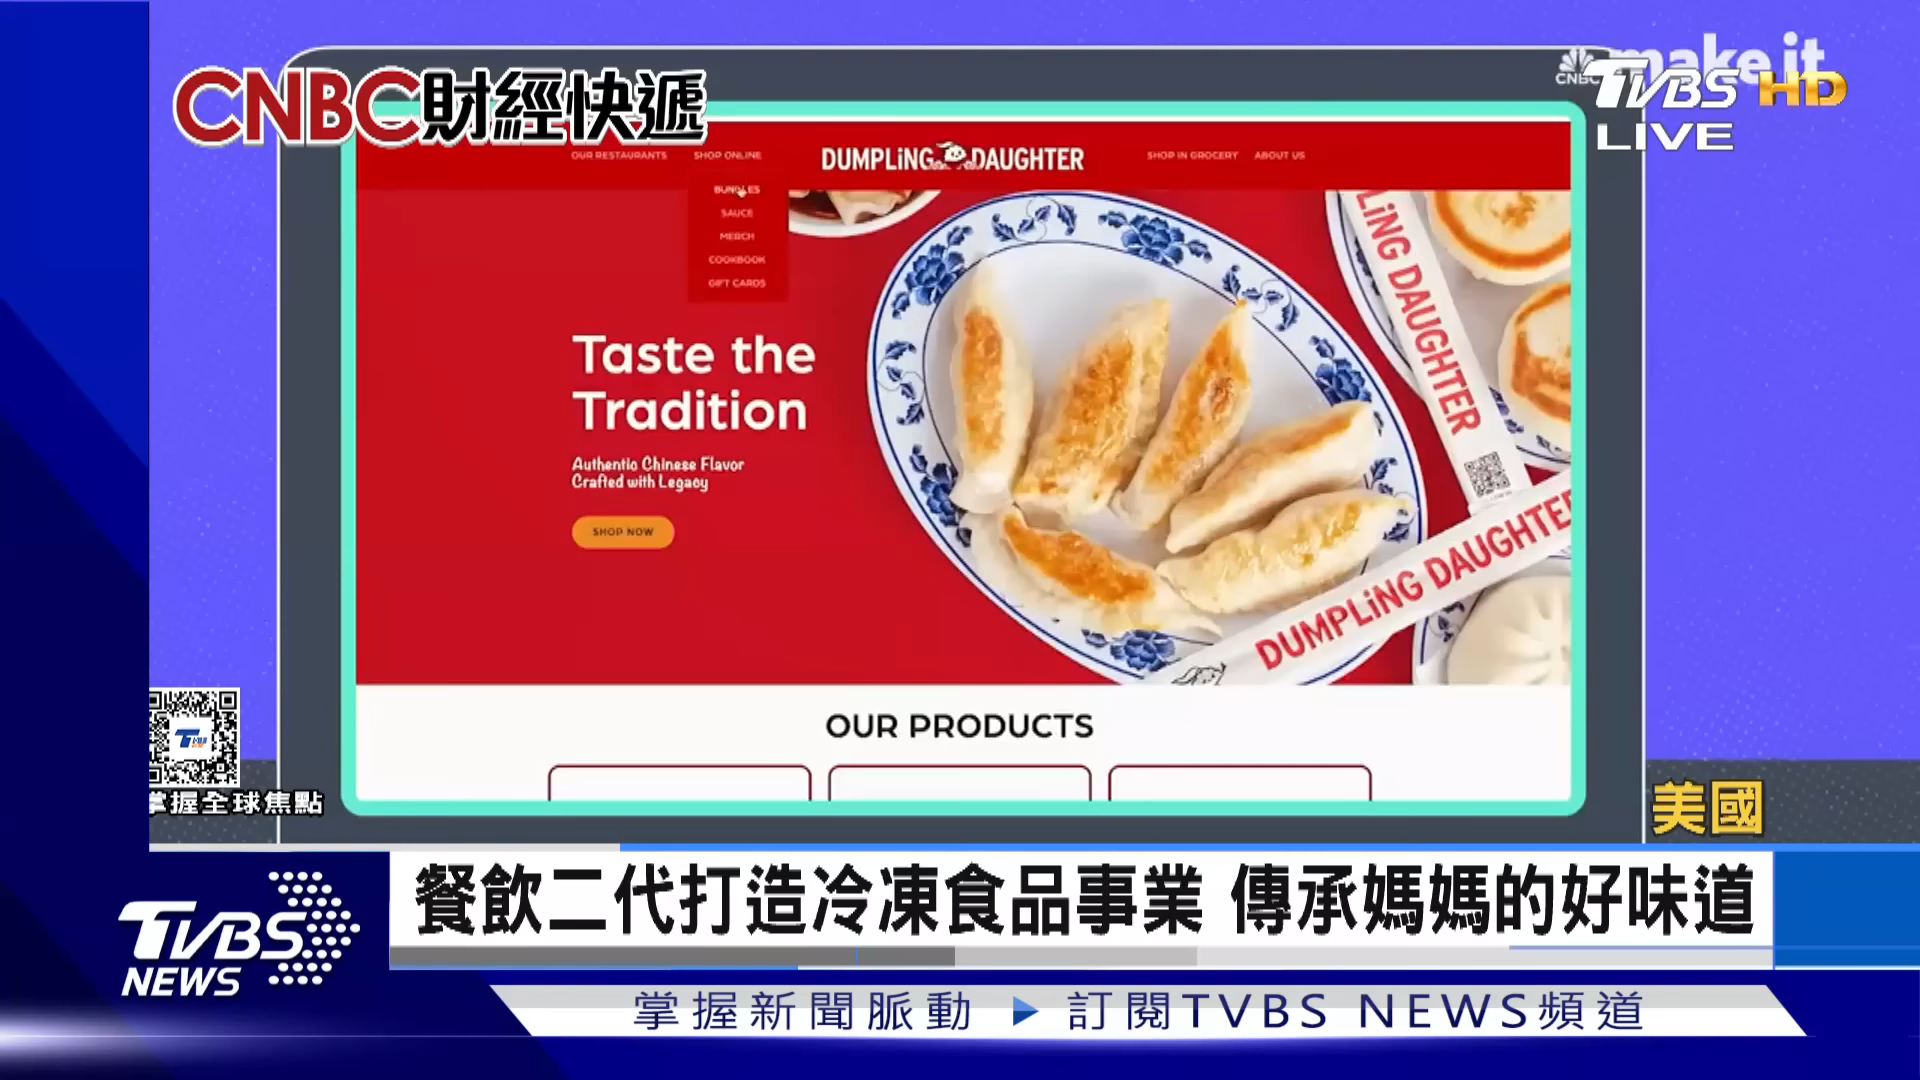 CNBC財經快遞
CNBC make it
TVBS HD
LIVE
OUR RESTAURANTS
SHOP ONLINE
DUMPLiNG DAUGHTER
SHOP IN GROCERY
ABOUT US
BUNDLES
SAUCE
MERCH
COOKBOOK
GIFT CARDS
Taste the
Tradition
Authentic Chinese Flavor
Crafted with Legacy
SHOP NOW
LiNG DAUGHTER
DUMPLiNG DAUGHTER
OUR PRODUCTS
TVBS
掌握全球焦點
美國
餐飲二代打造冷凍食品事業 傳承媽媽的好味道
TVBS
NEWS
掌握新聞脈動 ▶ 訂閱TVBS NEWS頻道